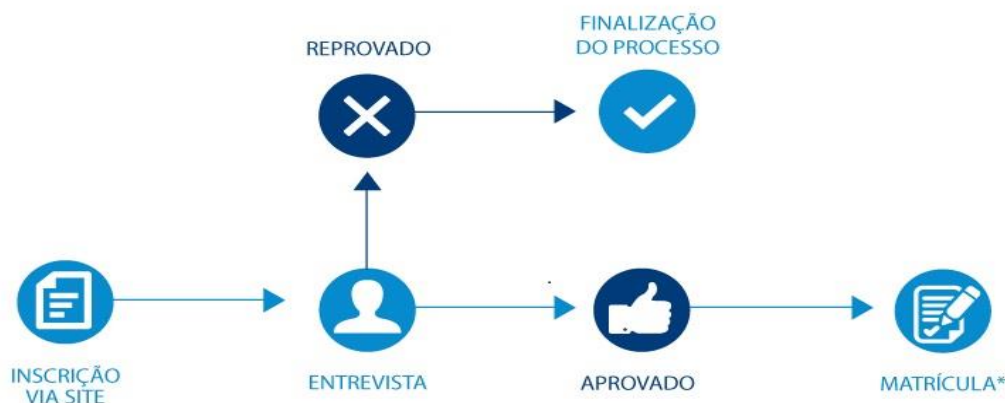 FINALIZAÇÃO
DO PROCESSO
REPROVADO
INSCRIÇÃO
VIA SITE
ENTREVISTA
APROVADO
MATRÍCULA*